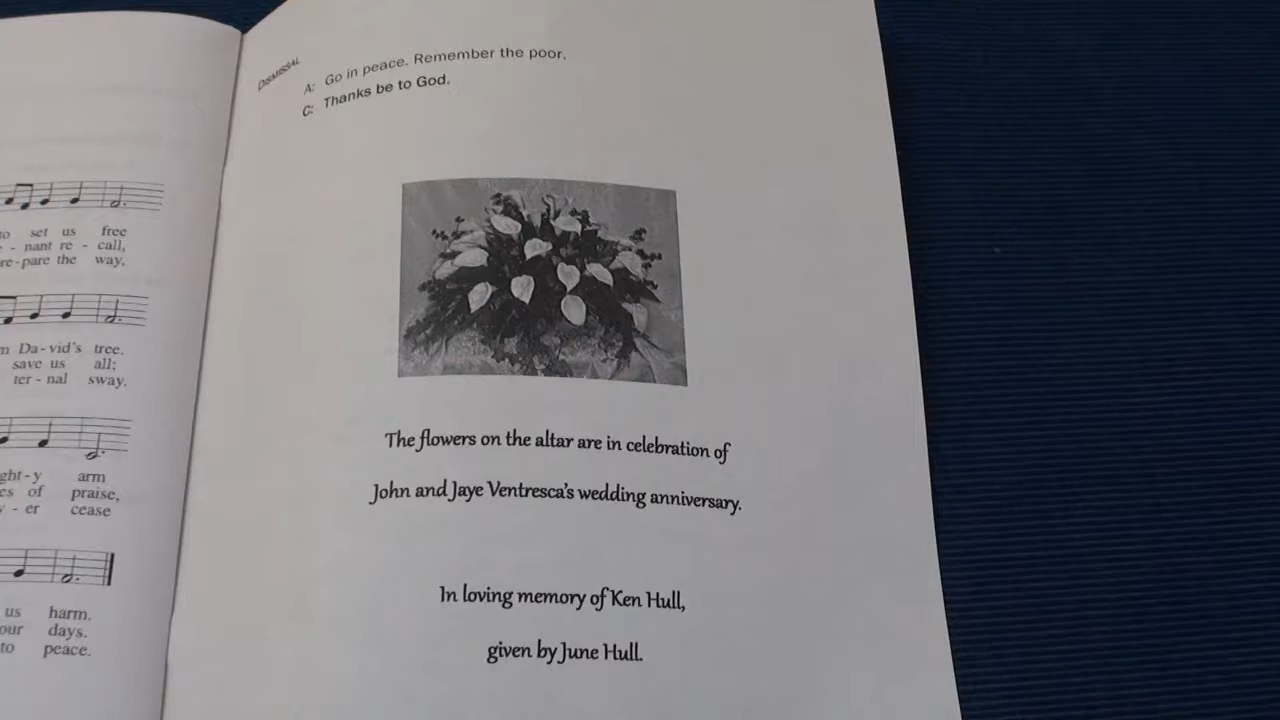 to set us free
- nant re - call,
re - pare the way,
Da - vid's tree.
save us all;
ter - nal sway.
arm
of praise,
cease
us harm.
our days.
to peace.
DISMISSAL
A: Go in peace. Remember the poor.
C: Thanks be to God.
The flowers on the altar are in celebration of
John and Jaye Ventresca's wedding anniversary.
In loving memory of Ken Hull,
given by June Hull.